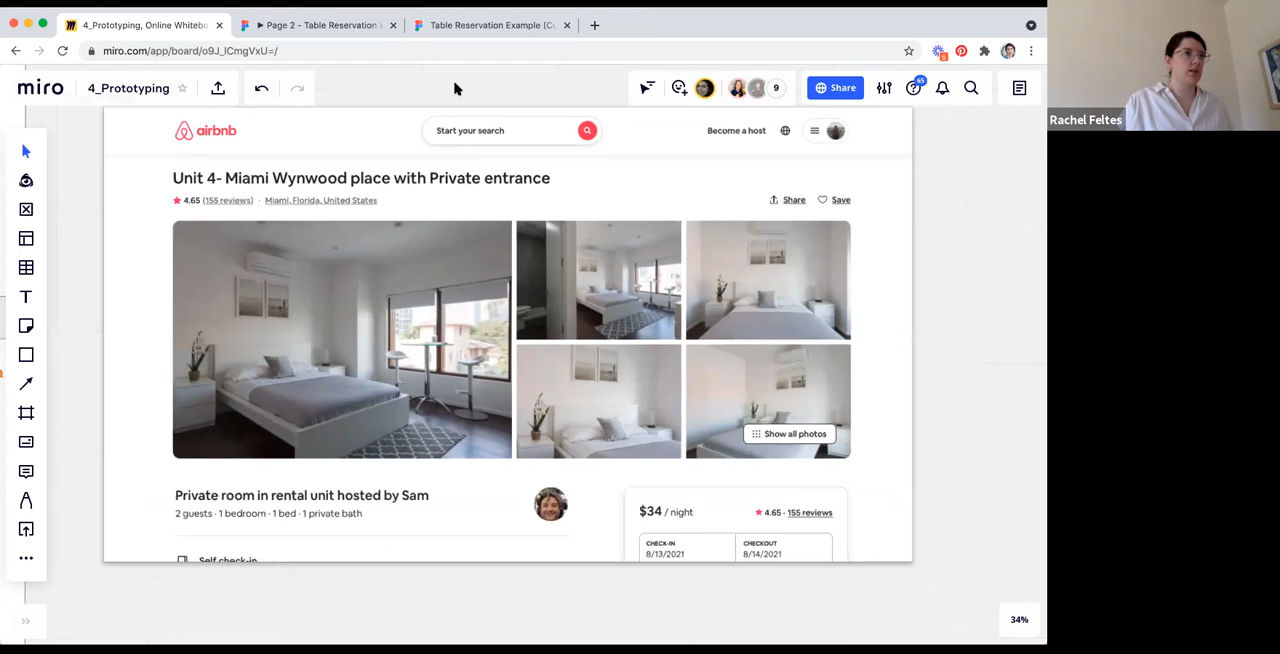 4_Prototyping, Online Whitebo
Page 2 - Table Reservation
Table Reservation Example (Co
miro.com/app/board/o9J_lCmgVxU=/
miro
4_Prototyping
9
Share
65
airbnb
Start your search
Become a host
Unit 4- Miami Wynwood place with Private entrance
4.65 (155 reviews) · Miami, Florida, United States
Share
Save
Show all photos
Private room in rental unit hosted by Sam
2 guests · 1 bedroom · 1 bed · 1 private bath
$34 / night
4.65 · 155 reviews
CHECK-IN
8/13/2021
CHECKOUT
8/14/2021
Self check-in
34%
Rachel Feltes